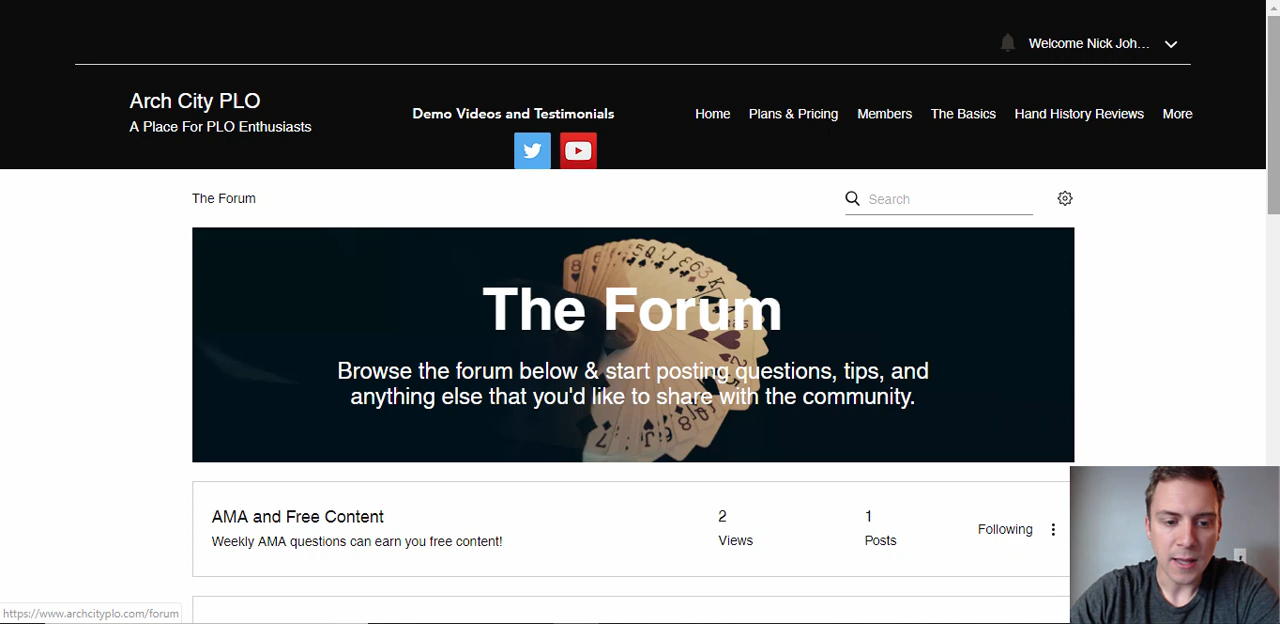 Welcome Nick Joh...
Arch City PLO
A Place For PLO Enthusiasts
Demo Videos and Testimonials
Home Plans & Pricing Members The Basics Hand History Reviews More
The Forum
Search
The Forum
Browse the forum below & start posting questions, tips, and
anything else that you'd like to share with the community.
AMA and Free Content
Weekly AMA questions can earn you free content!
2
Views
1
Posts
Following
https://www.archcityplo.com/forum